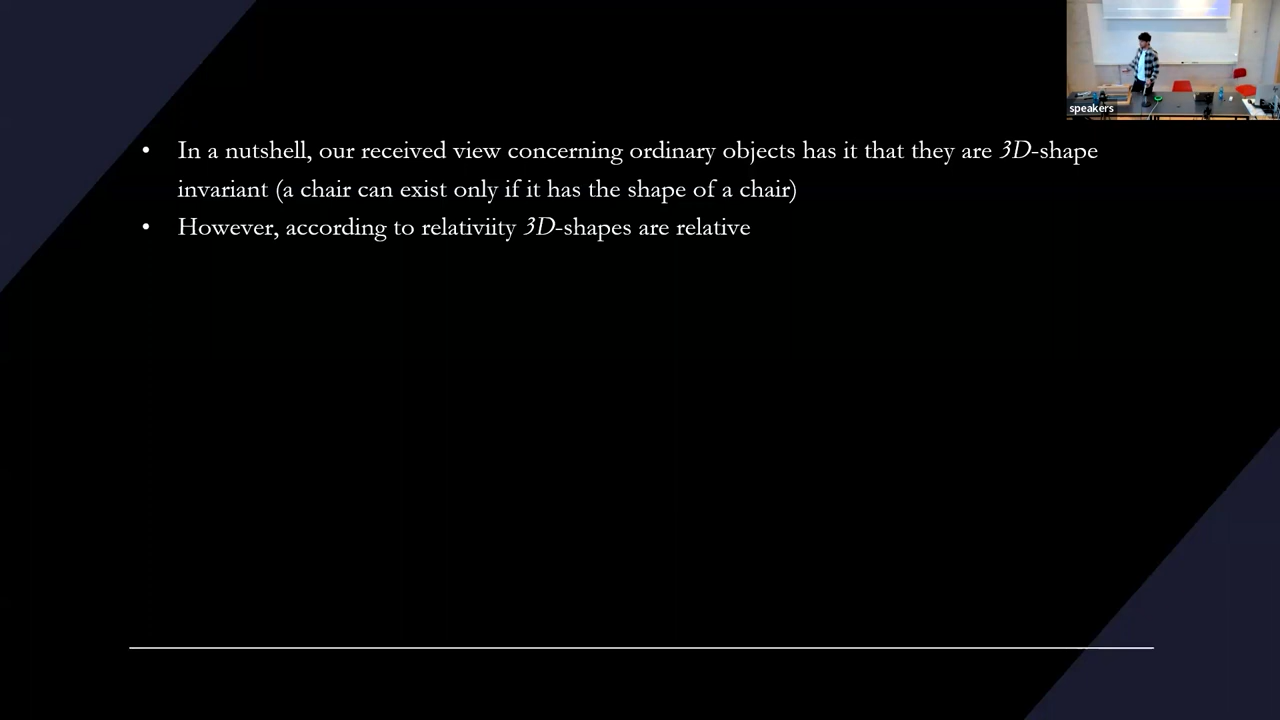 speakers
• In a nutshell, our received view concerning ordinary objects has it that they are 3D-shape
invariant (a chair can exist only if it has the shape of a chair)
• However, according to relativiity 3D-shapes are relative